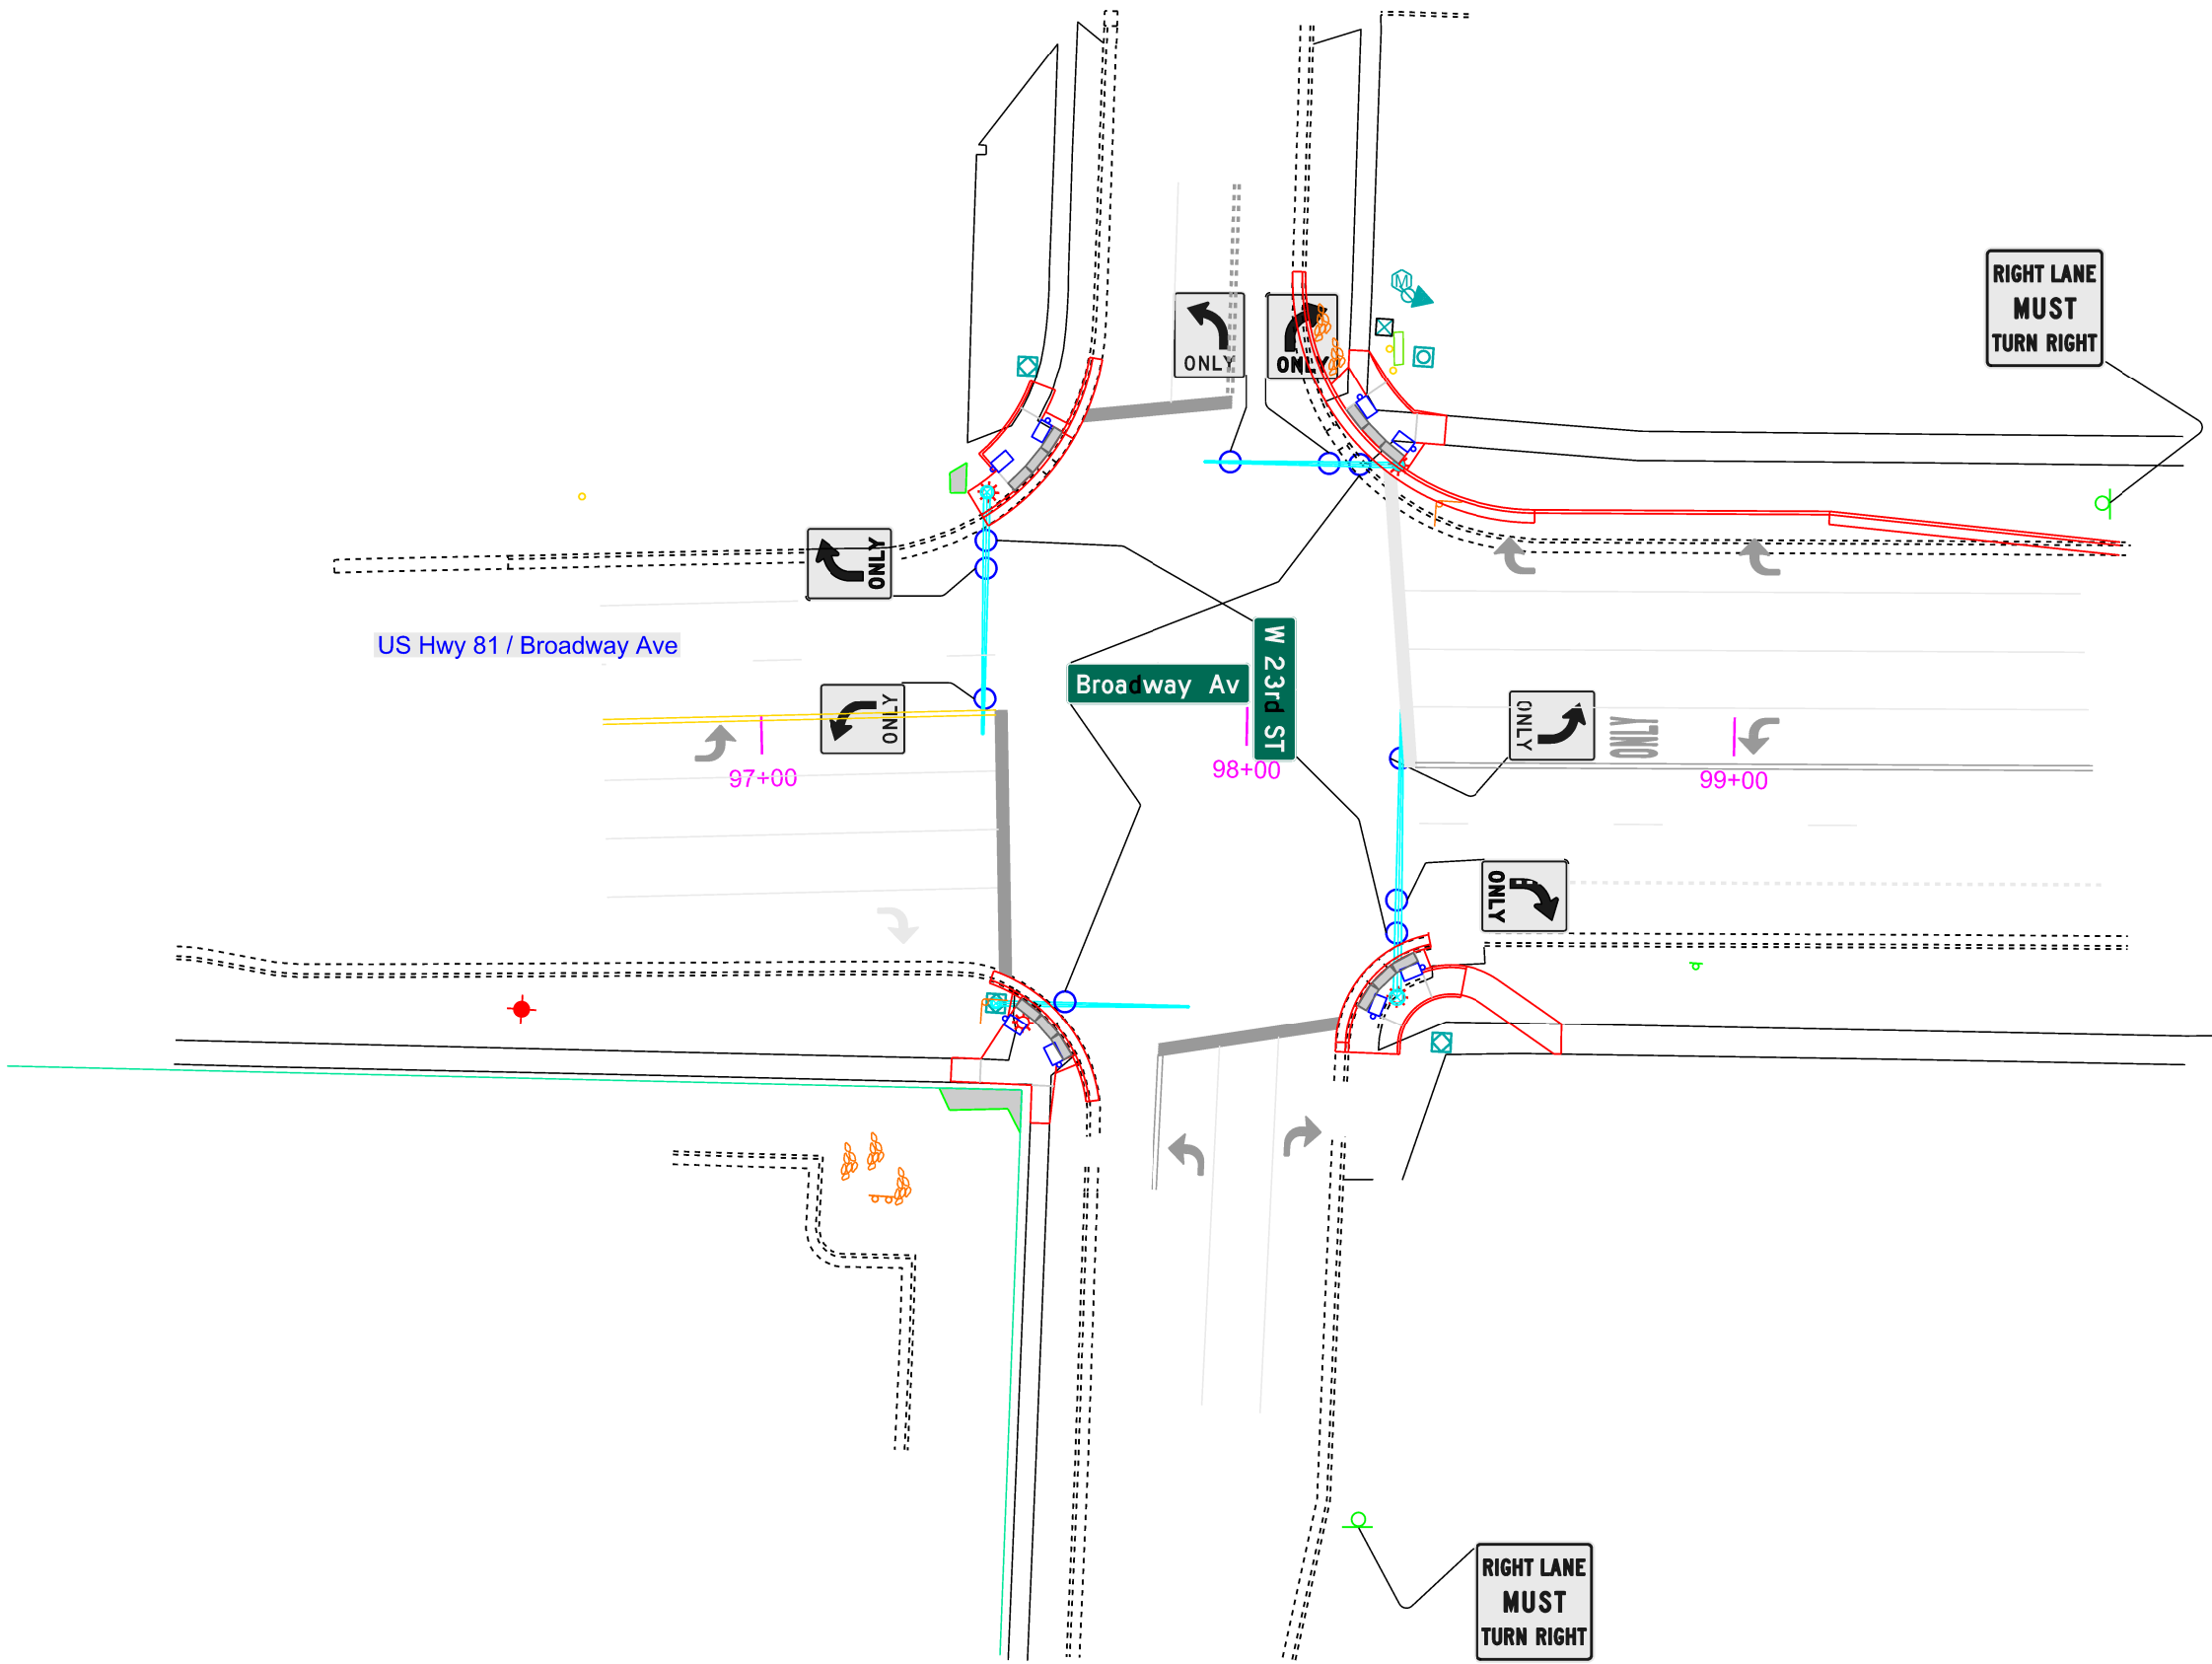 RIGHT LANE
MUST
TURN RIGHT
M
ONLY
ONLY
ONLY
US Hwy 81 / Broadway Ave
W 23rd ST
Broadway Av
ONLY
ONLY
ONLY
97+00
98+00
99+00
ONLY
RIGHT LANE
MUST
TURN RIGHT